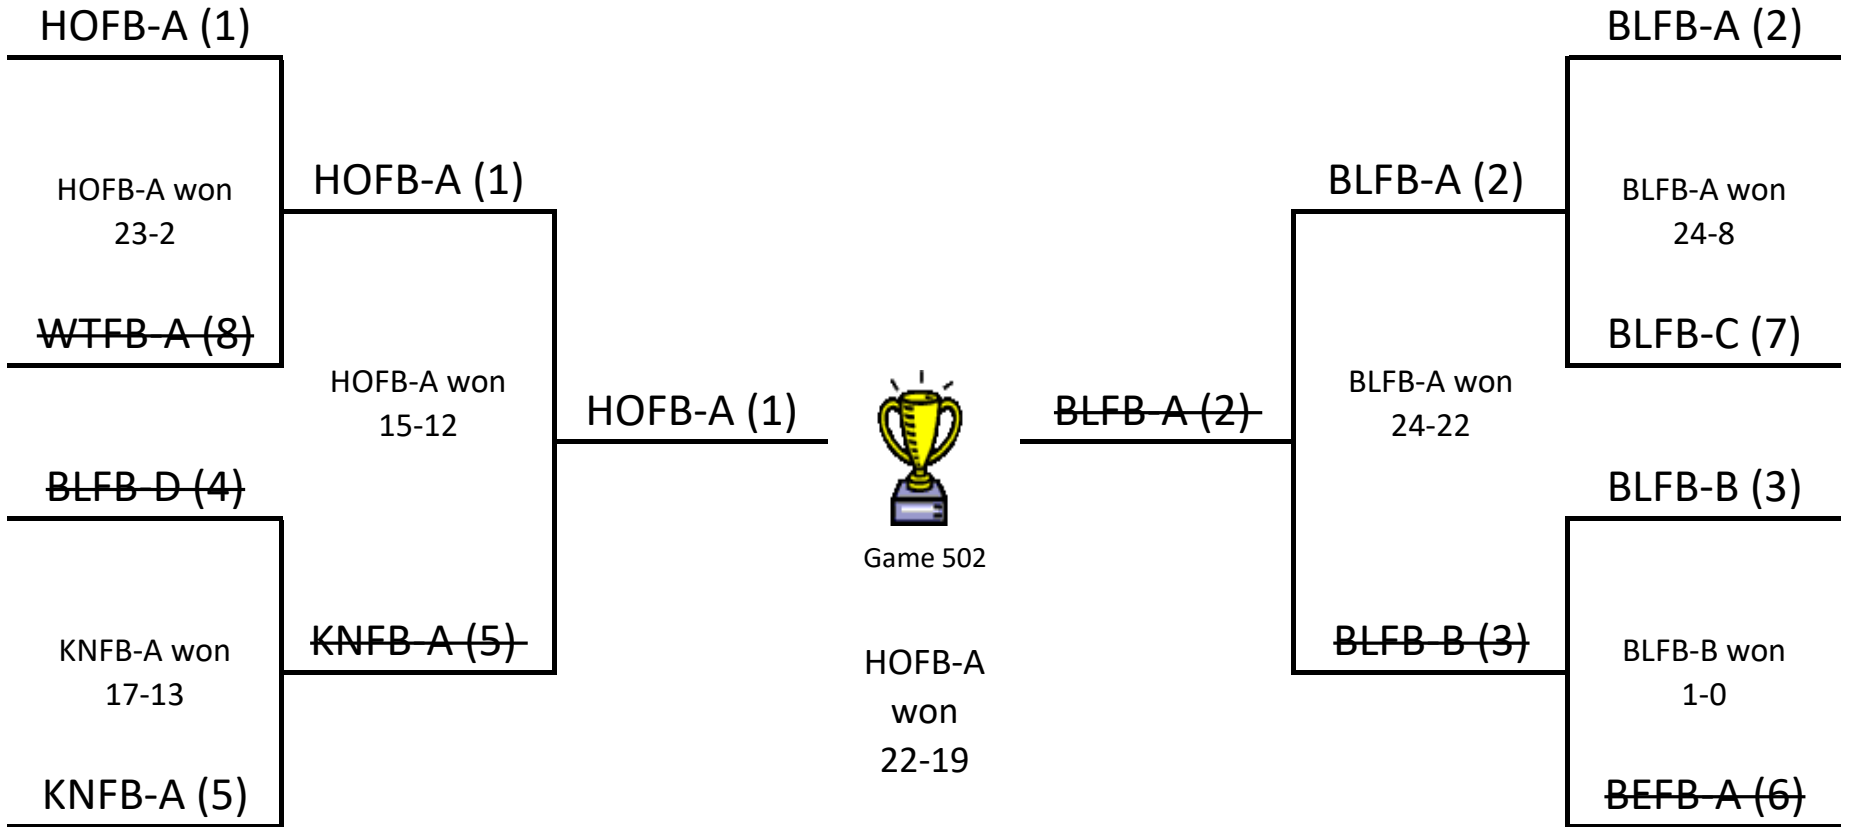 HOFB-A (1)
BLFB-A (2)
HOFB-A won
23-2
HOFB-A (1)
BLFB-A (2)
BLFB-A won
24-8
WTFB-A (8)
BLFB-C (7)
HOFB-A won
15-12
HOFB-A (1)
BLFB-A (2)
BLFB-A won
24-22
BLFB-D (4)
BLFB-B (3)
Game 502
KNFB-A won
17-13
KNFB-A (5)
HOFB-A
won
22-19
BLFB-B (3)
BLFB-B won
1-0
KNFB-A (5)
BEFB-A (6)